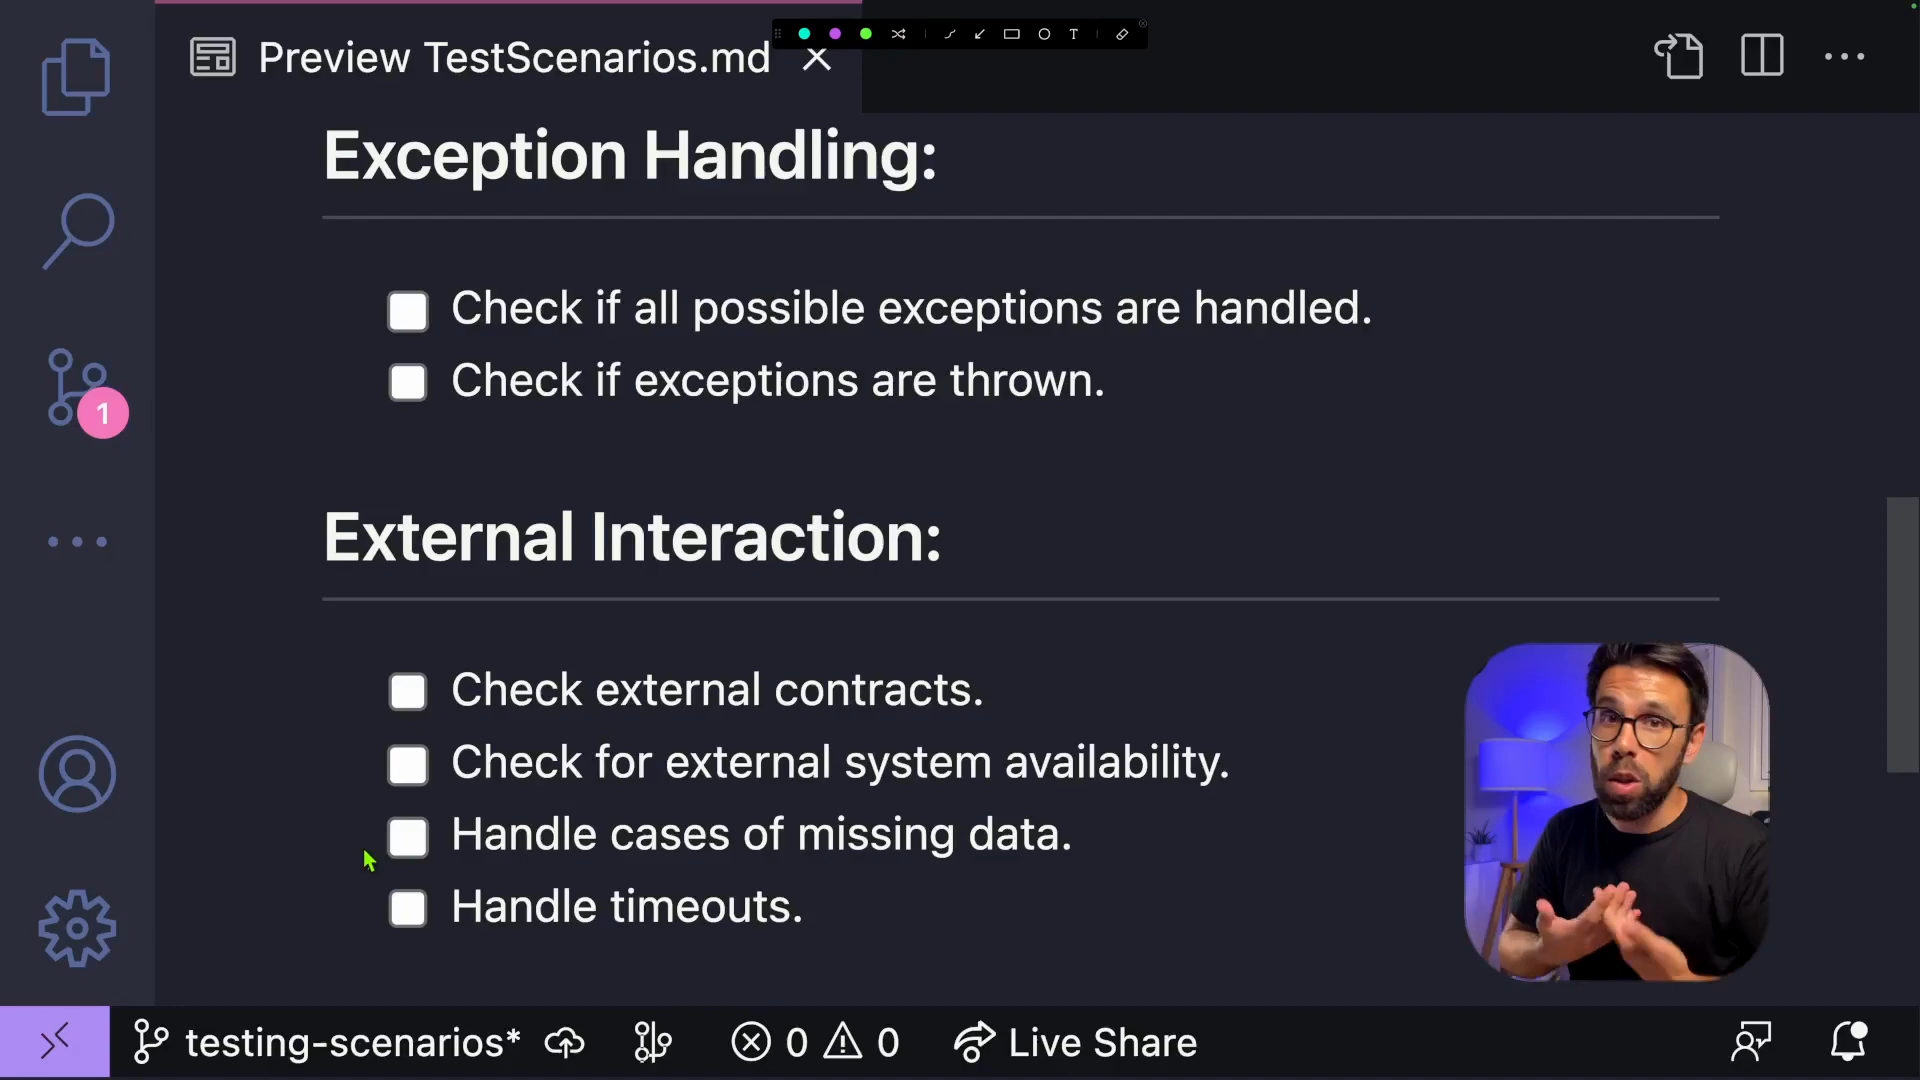 Preview TestScenarios.md
T
Exception Handling:
Check if all possible exceptions are handled.
Check if exceptions are thrown.
1
External Interaction:
Check external contracts.
Check for external system availability.
Handle cases of missing data.
Handle timeouts.
testing-scenarios* 0 0 Live Share